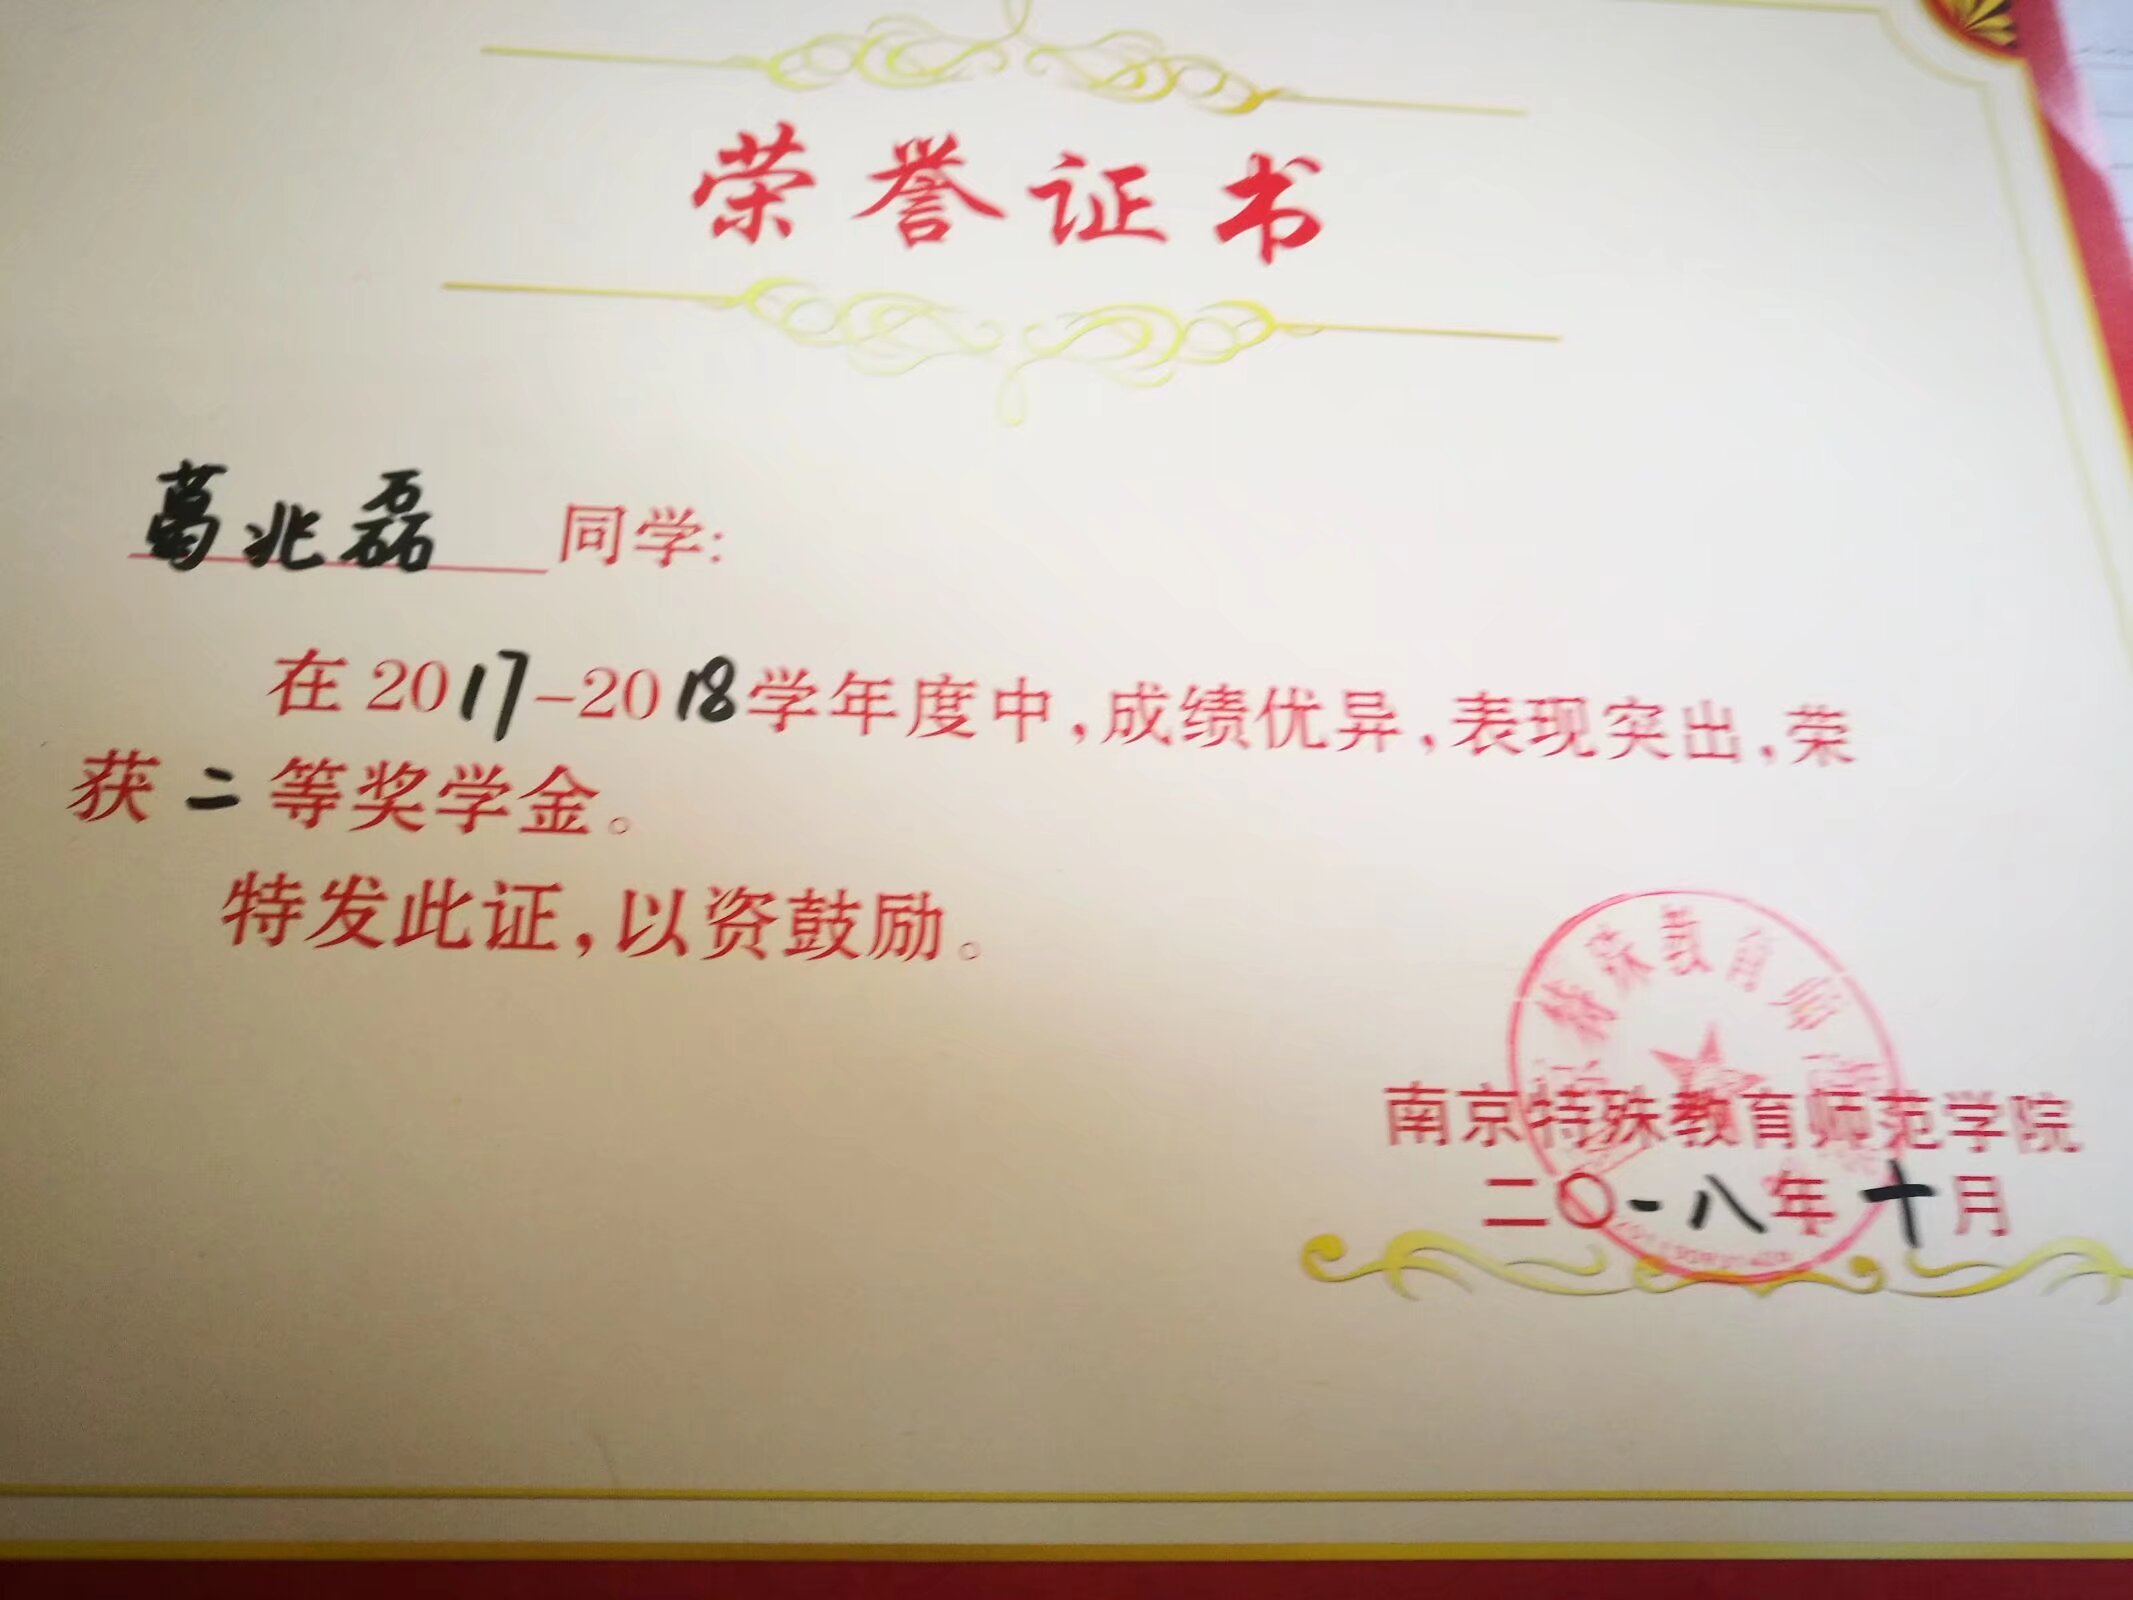 荣誉证书
葛兆磊 同学:
在2017-2018学年度中,成绩优异,表现突出,荣
获二等奖学金。
特发此证,以资鼓励。
特殊教育师
南京特殊教育师范学院
二〇一八年十月